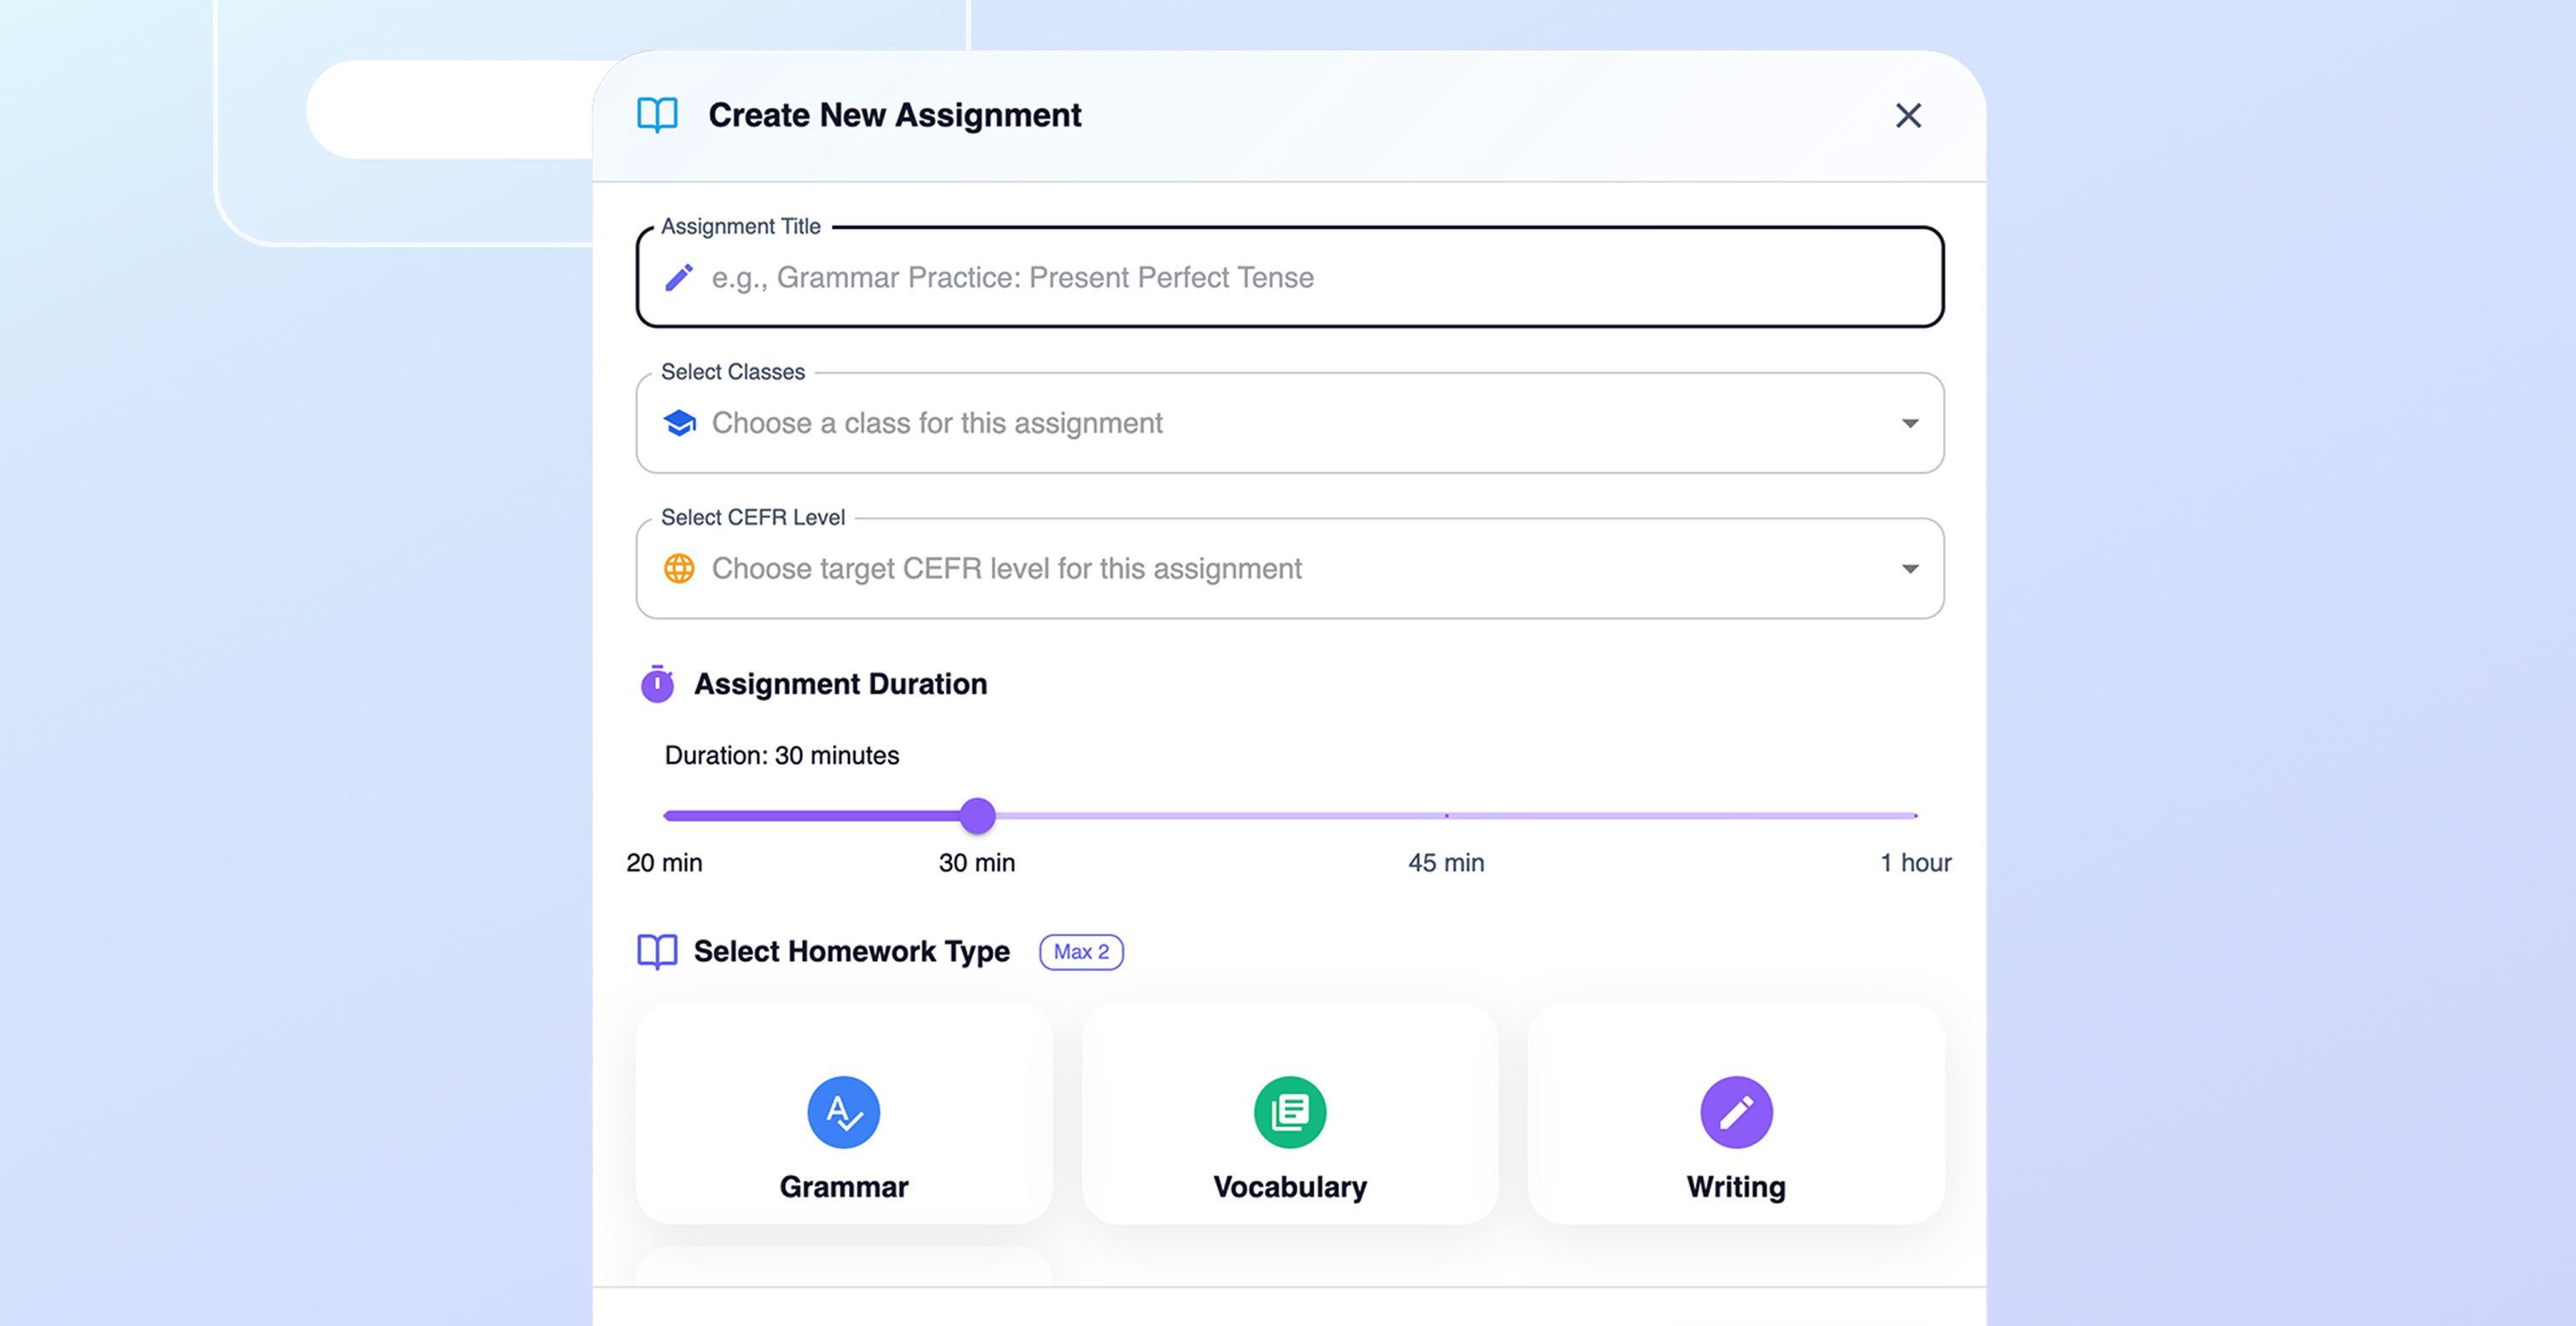 Create New Assignment
Assignment Title
e.g., Grammar Practice: Present Perfect Tense
Select Classes
Choose a class for this assignment
Select CEFR Level
Choose target CEFR level for this assignment
Assignment Duration
Duration: 30 minutes
20 min 30 min 45 min 1 hour
Select Homework Type Max 2
Grammar Vocabulary Writing